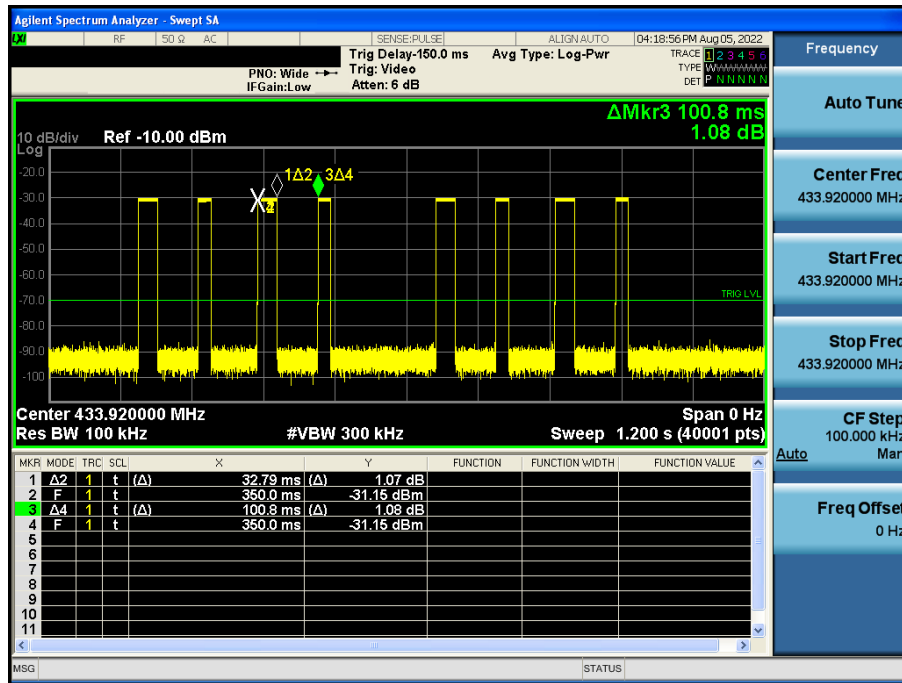 Agilent Spectrum Analyzer - Swept SA
LXI RF 50 Ω AC SENSE:PULSE ALIGN AUTO 04:18:56 PM Aug 05, 2022
Trig Delay-150.0 ms Avg Type: Log-Pwr TRACE 1 2 3 4 5 6
PNO: Wide Trig: Video TYPE WWWWWW
IFGain:Low Atten: 6 dB DET P N N N N N
Frequency
ΔMkr3 100.8 ms
1.08 dB
10 dB/div Ref -10.00 dBm
Log
-20.0
-30.0
-40.0
-50.0
-60.0
-70.0
-80.0
-90.0
-100
1Δ2 3Δ4
TRIG LVL
Center 433.920000 MHz Span 0 Hz
Res BW 100 kHz #VBW 300 kHz Sweep 1.200 s (40001 pts)
MKR MODE TRC SCL X Y FUNCTION FUNCTION WIDTH FUNCTION VALUE
1 Δ2 1 t (Δ) 32.79 ms (Δ) 1.07 dB
2 F 1 t 350.0 ms -31.15 dBm
3 Δ4 1 t (Δ) 100.8 ms (Δ) 1.08 dB
4 F 1 t 350.0 ms -31.15 dBm
5
6
7
8
9
10
11
MSG STATUS
Auto Tune
Center Freq
433.920000 MHz
Start Freq
433.920000 MHz
Stop Freq
433.920000 MHz
CF Step
100.000 kHz
Auto Man
Freq Offset
0 Hz